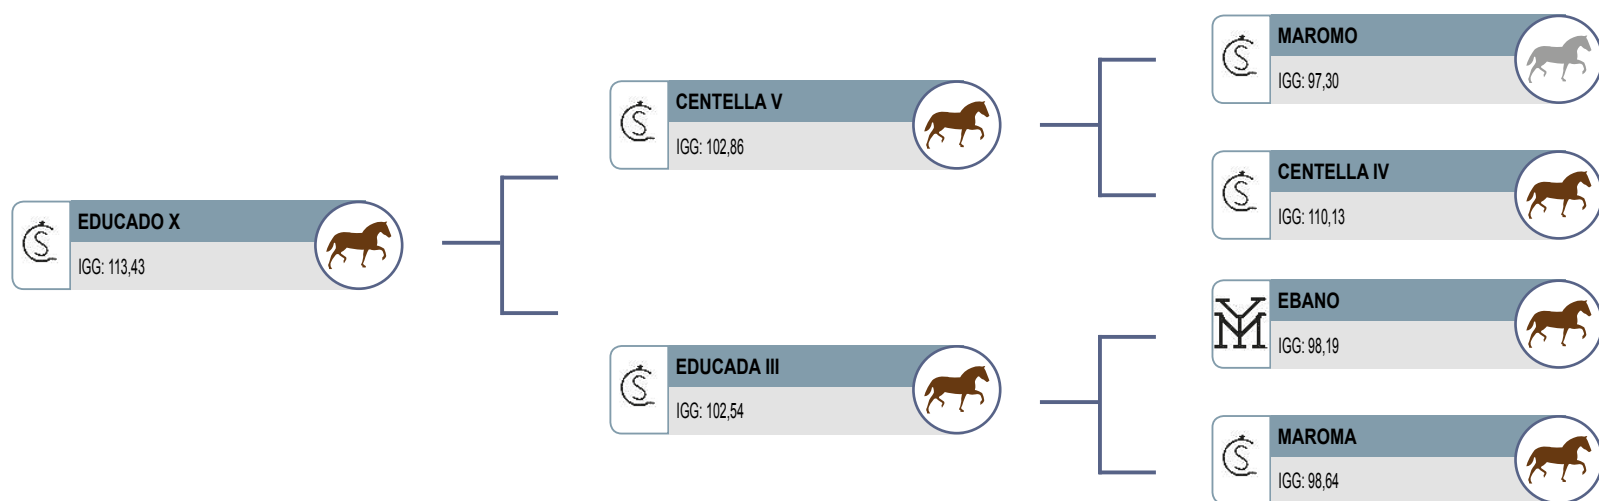 EDUCADO X
IGG: 113,43
CENTELLA V
IGG: 102,86
EDUCADA III
IGG: 102,54
MAROMO
IGG: 97,30
CENTELLA IV
IGG: 110,13
EBANO
IGG: 98,19
MAROMA
IGG: 98,64